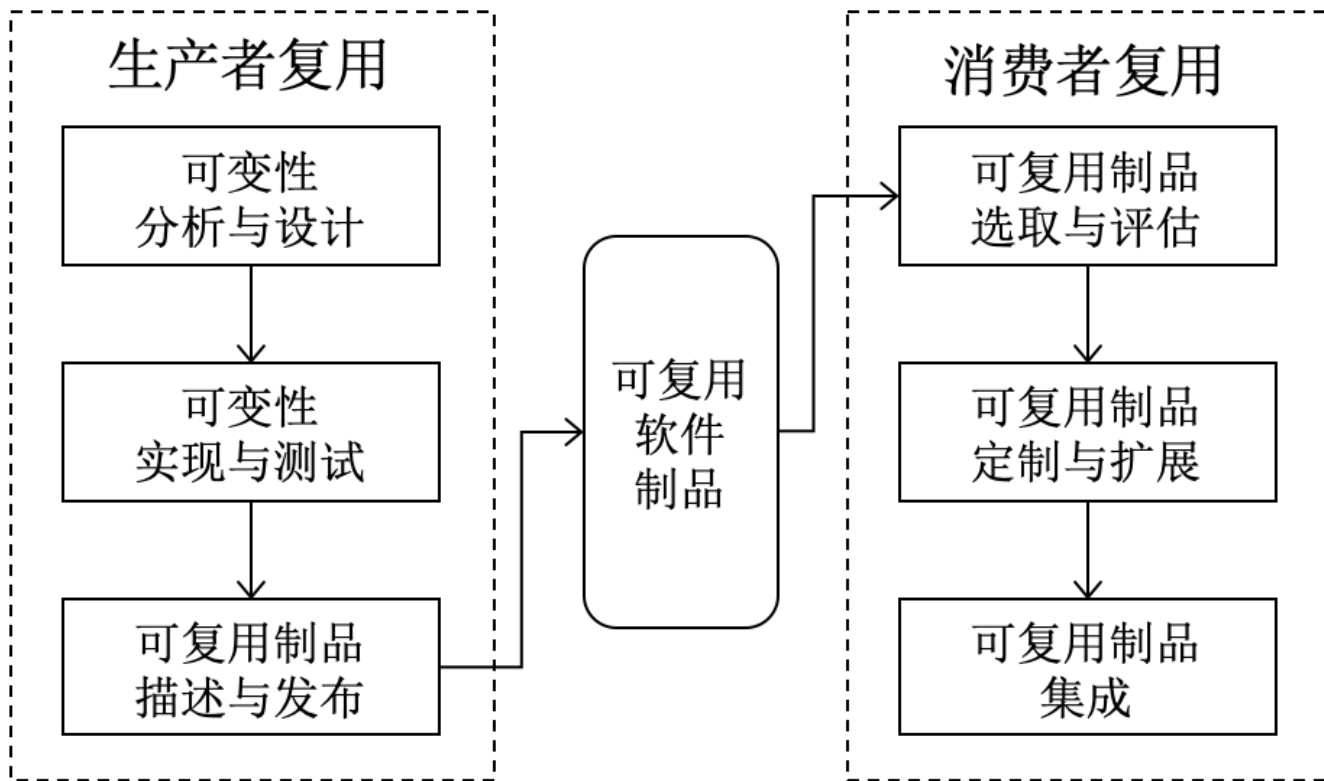 生产者复用
可变性
分析与设计
可变性
实现与测试
可复用制品
描述与发布
可复用
软件
制品
消费者复用
可复用制品
选取与评估
可复用制品
定制与扩展
可复用制品
集成